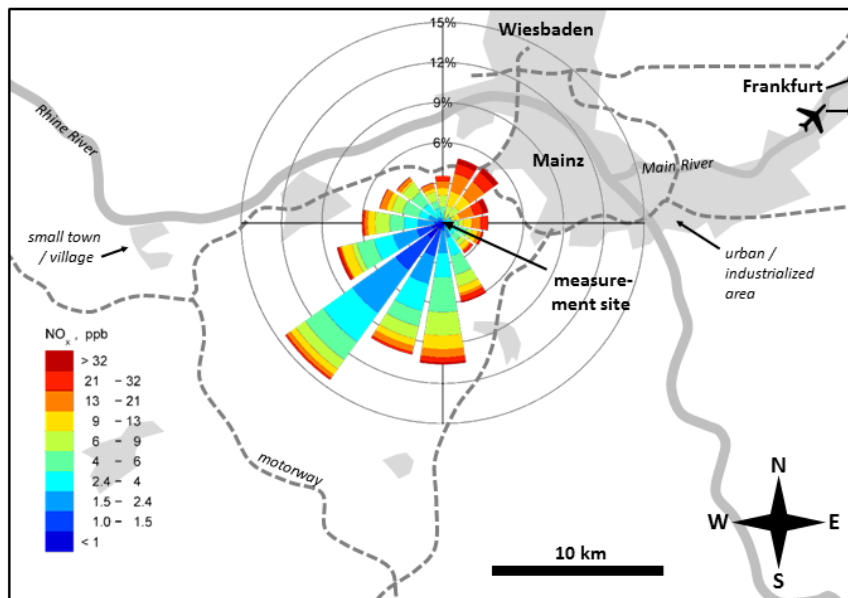 15%
Wiesbaden
12%
Frankfurt
9%
Rhine River
6%
Mainz
Main River
small town
/ village
urban /
industrialized
area
measure-
ment site
NOx , ppb
> 32
21 – 32
13 – 21
9 – 13
6 – 9
4 – 6
2.4 – 4
1.5 – 2.4
1.0 – 1.5
< 1
motorway
N
W
E
S
10 km